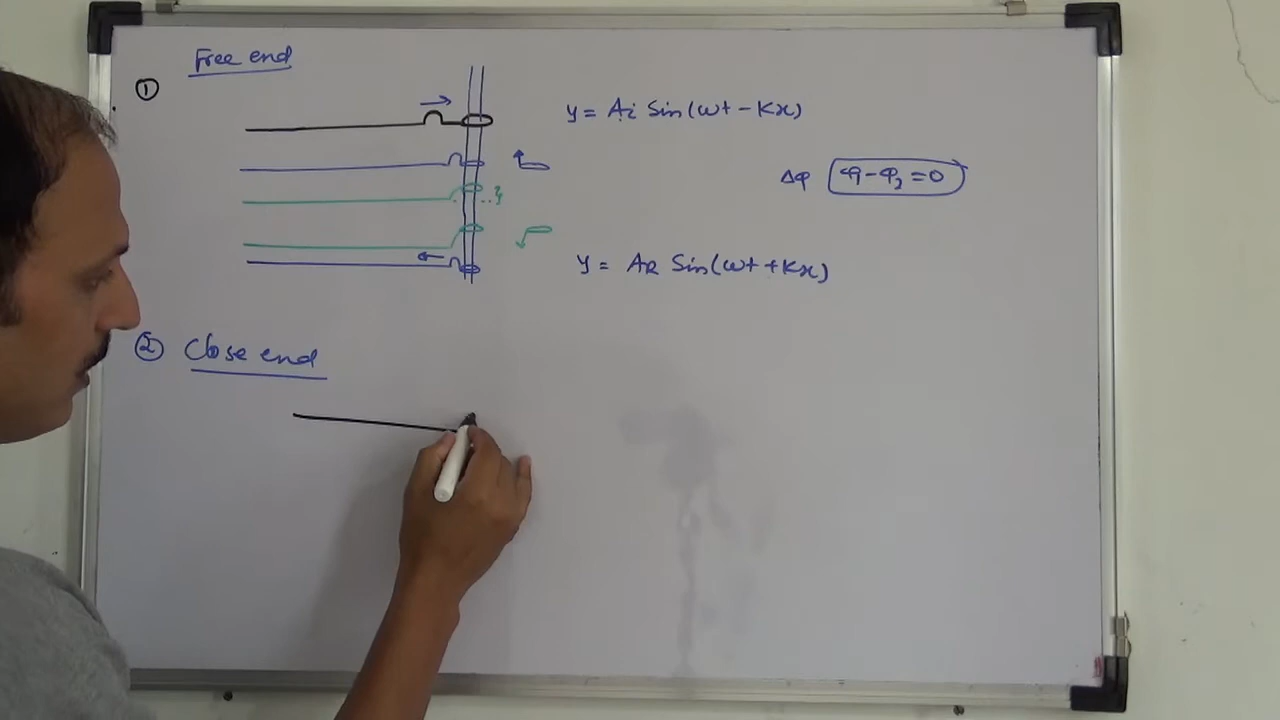 Free end
①
y = Ai Sin(ωt - Kx)
Δφ φ1 - φ2 = 0
y = AR Sin(ωt + Kx)
② Close end